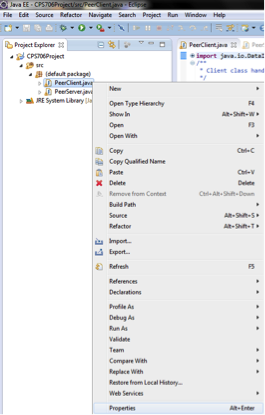 Java EE - CPS706Project/src/PeerClient.java - Eclipse
File Edit Source Refactor Navigate Search Project Run Window Help
Project Explorer
PeerClient.java
CPS706Project
src
(default package)
PeerClient.java
PeerServer.java
JRE System Library
import java.io.Data
/**
* Client class hand
*/
New
Open Type Hierarchy F4
Show In Alt+Shift+W
Open F3
Open With
Copy Ctrl+C
Copy Qualified Name
Paste Ctrl+V
Delete Delete
Remove from Context Ctrl+Alt+Shift+Down
Build Path
Source Alt+Shift+S
Refactor Alt+Shift+T
Import...
Export...
Refresh F5
References
Declarations
Profile As
Debug As
Run As
Validate
Team
Compare With
Replace With
Restore from Local History...
Web Services
Properties Alt+Enter